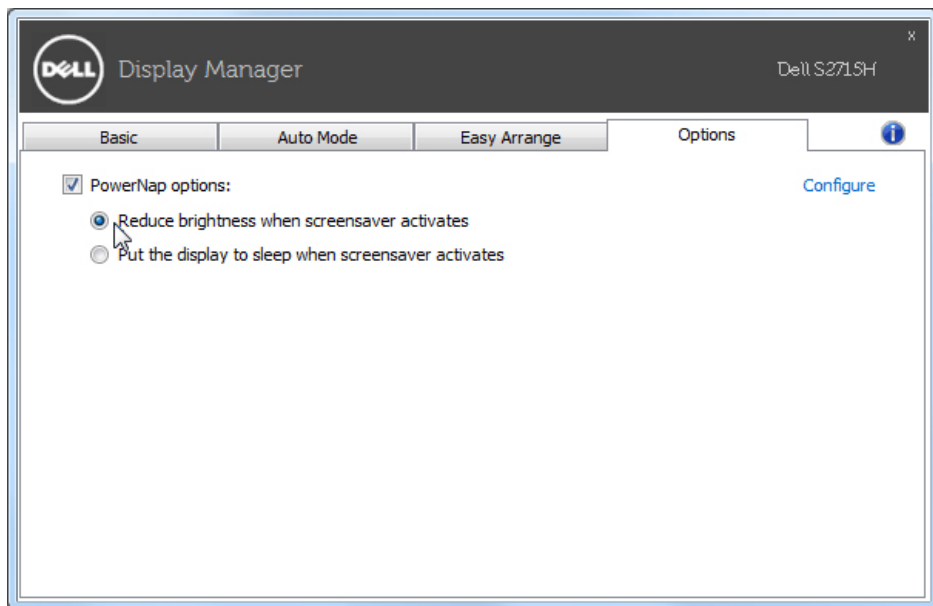 DELL Display Manager
x
Dell S2715H
Basic Auto Mode Easy Arrange Options i
PowerNap options: Configure
Reduce brightness when screensaver activates
Put the display to sleep when screensaver activates